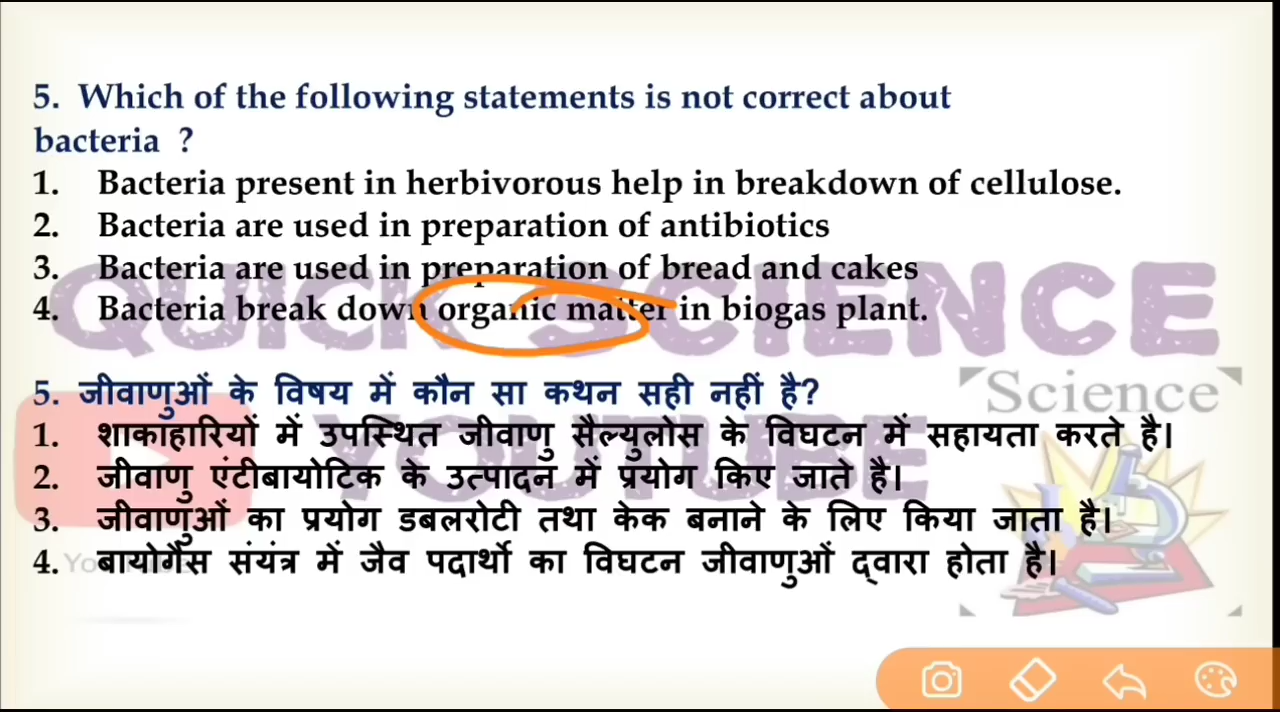 5. Which of the following statements is not correct about
bacteria ?
1. Bacteria present in herbivorous help in breakdown of cellulose.
2. Bacteria are used in preparation of antibiotics
3. Bacteria are used in preparation of bread and cakes
4. Bacteria break down organic matter in biogas plant.
QUICK SCIENCE
Science
5. जीवाणुओं के विषय में कौन सा कथन सही नहीं है?
1. शाकाहारियों में उपस्थित जीवाणु सैल्युलोस के विघटन में सहायता करते है।
2. जीवाणु एंटीबायोटिक के उत्पादन में प्रयोग किए जाते है।
YOUTUBE
3. जीवाणुओं का प्रयोग डबलरोटी तथा केक बनाने के लिए किया जाता है।
4. बायोगैस संयंत्र में जैव पदार्थो का विघटन जीवाणुओं द्वारा होता है।